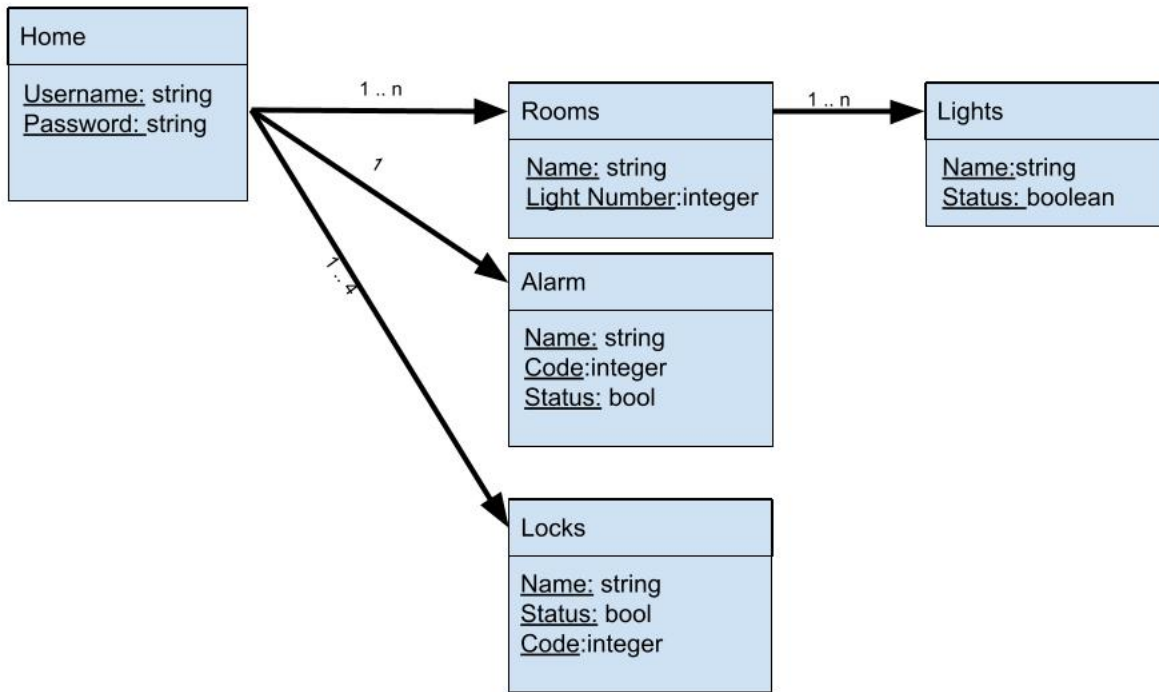 Home
Username: string
Password: string
1 .. n
Rooms
Name: string
Light Number:integer
1 .. n
Lights
Name:string
Status: boolean
1
Alarm
Name: string
Code:integer
Status: bool
1 .. 4
Locks
Name: string
Status: bool
Code:integer